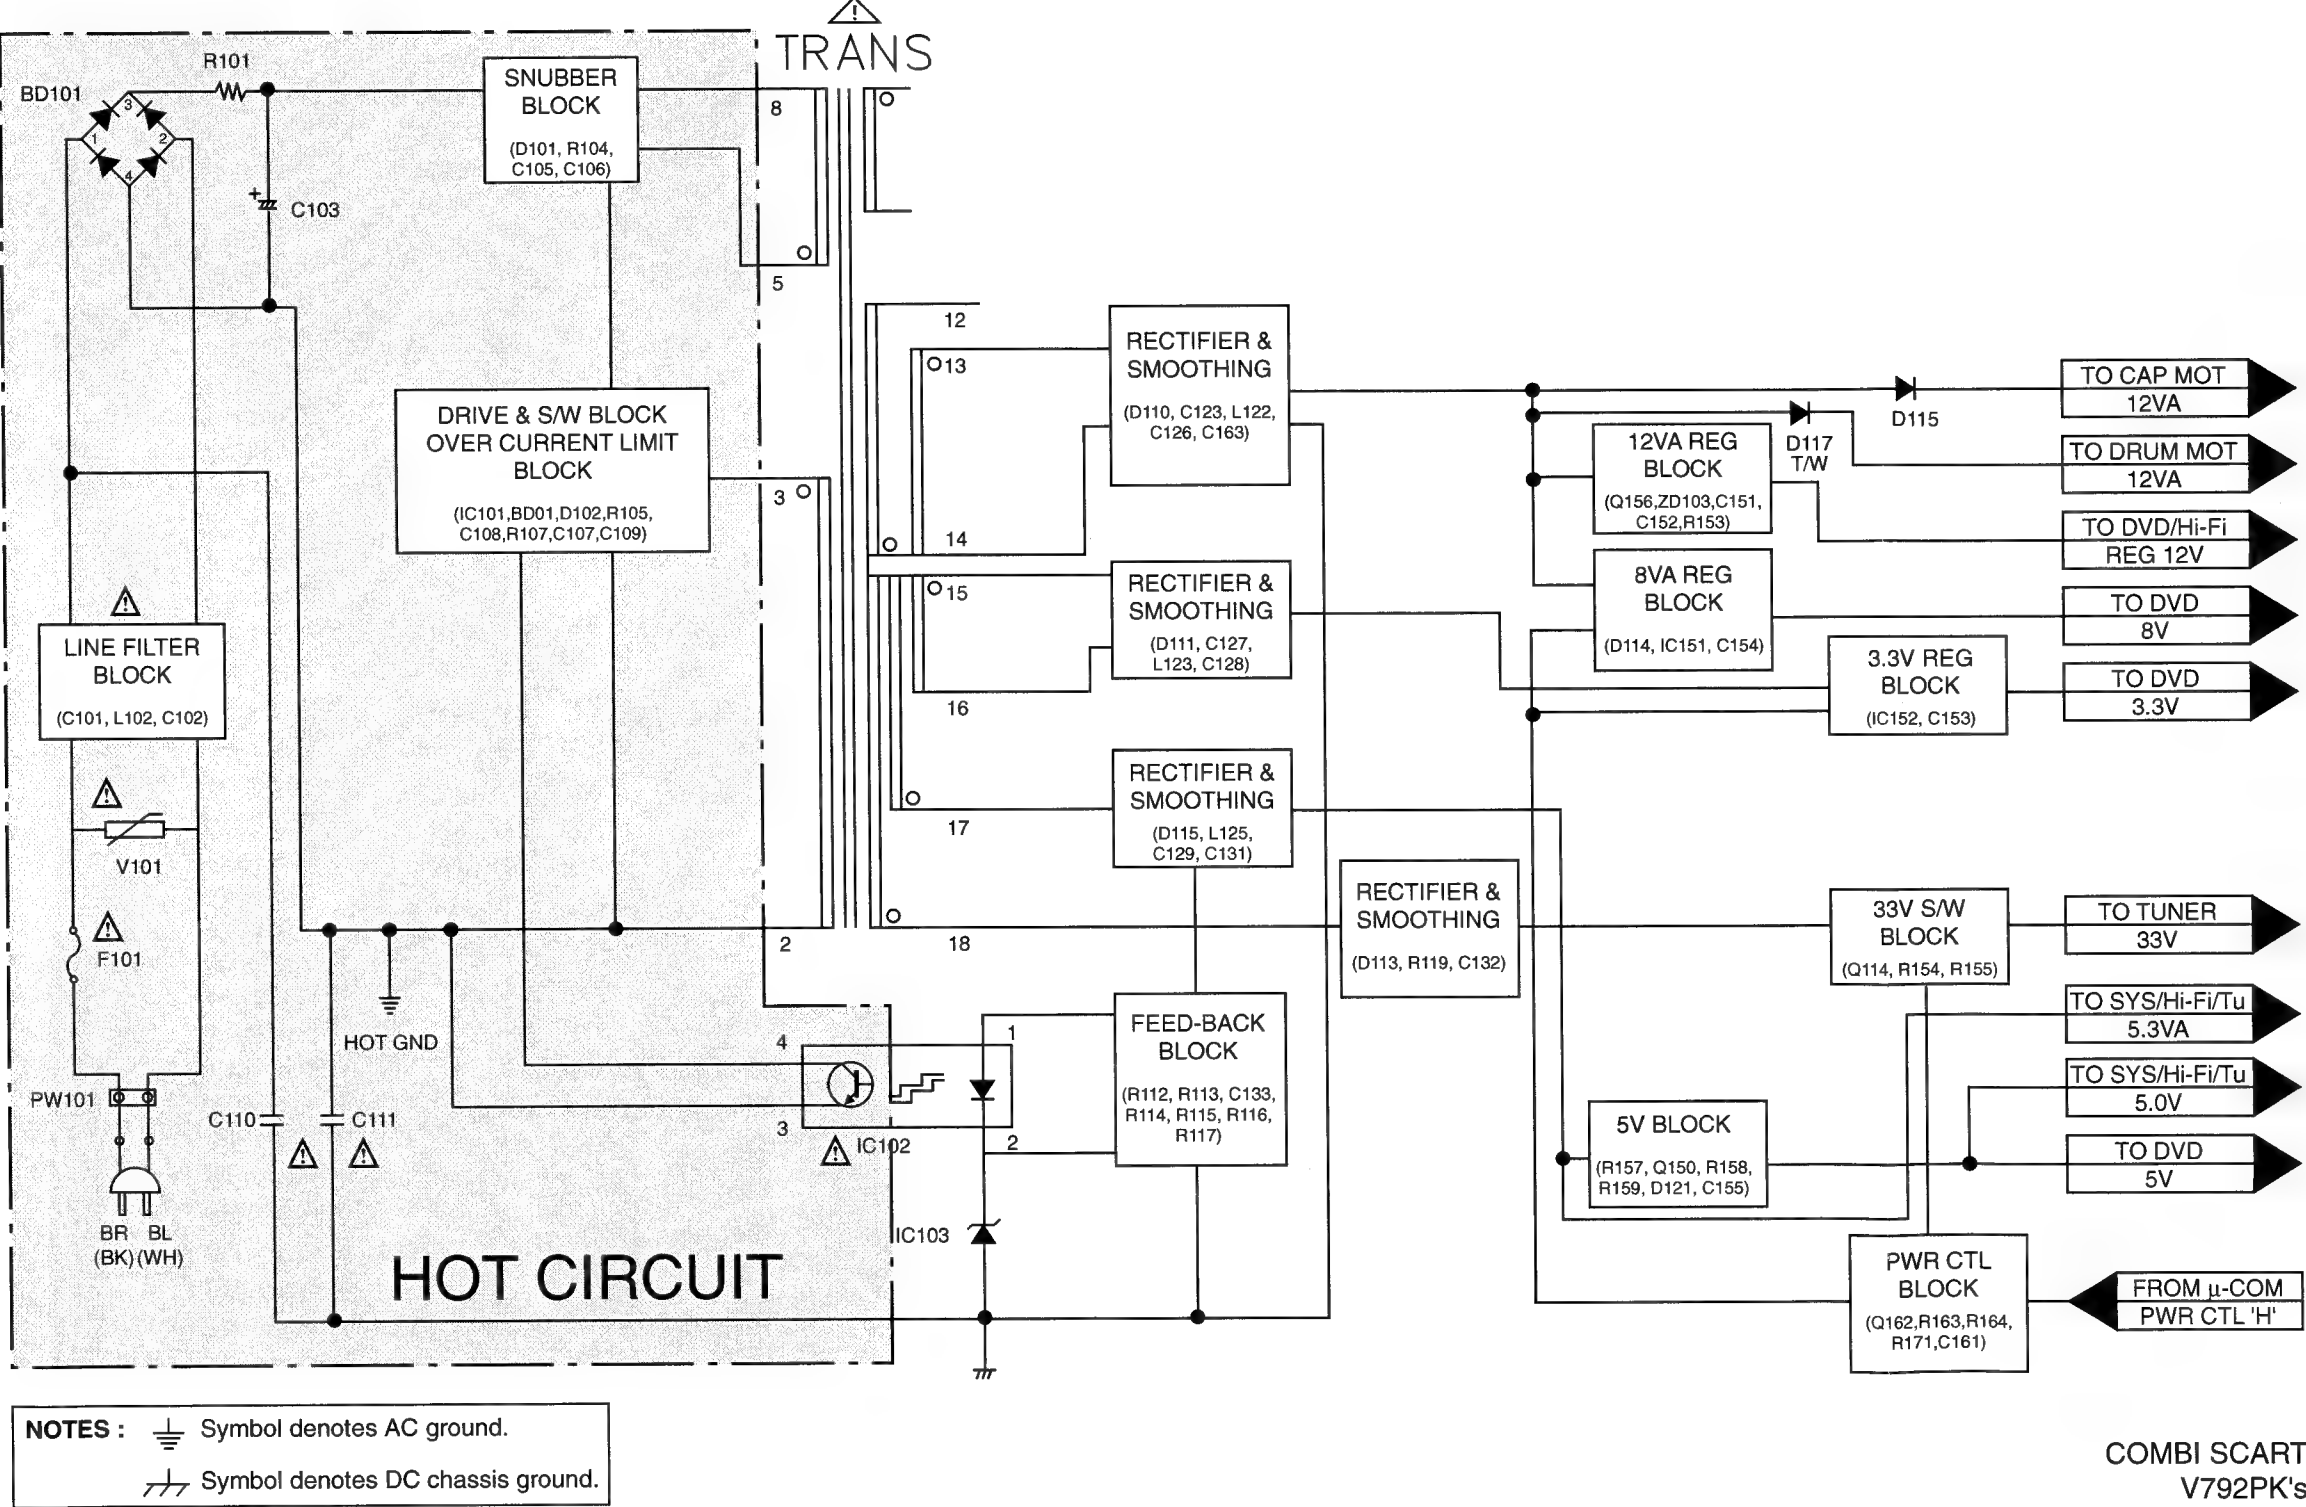 TRANS
R101
BD101
3
1
2
4
C103
SNUBBER
BLOCK
(D101, R104,
C105, C106)
8
5
DRIVE & S/W BLOCK
OVER CURRENT LIMIT
BLOCK
(IC101,BD01,D102,R105,
C108,R107,C107,C109)
3
2
LINE FILTER
BLOCK
(C101, L102, C102)
V101
F101
PW101
BR BL
(BK) (WH)
HOT GND
C110
C111
HOT CIRCUIT
4
3
1
2
IC102
IC103
12
13
14
15
16
17
18
RECTIFIER &
SMOOTHING
(D110, C123, L122,
C126, C163)
RECTIFIER &
SMOOTHING
(D111, C127,
L123, C128)
RECTIFIER &
SMOOTHING
(D115, L125,
C129, C131)
RECTIFIER &
SMOOTHING
(D113, R119, C132)
FEED-BACK
BLOCK
(R112, R113, C133,
R114, R115, R116,
R117)
D115
D117
T/W
12VA REG
BLOCK
(Q156,ZD103,C151,
C152,R153)
8VA REG
BLOCK
(D114, IC151, C154)
3.3V REG
BLOCK
(IC152, C153)
33V S/W
BLOCK
(Q114, R154, R155)
5V BLOCK
(R157, Q150, R158,
R159, D121, C155)
PWR CTL
BLOCK
(Q162,R163,R164,
R171,C161)
TO CAP MOT
12VA
TO DRUM MOT
12VA
TO DVD/Hi-Fi
REG 12V
TO DVD
8V
TO DVD
3.3V
TO TUNER
33V
TO SYS/Hi-Fi/Tu
5.3VA
TO SYS/Hi-Fi/Tu
5.0V
TO DVD
5V
FROM µ-COM
PWR CTL 'H'
NOTES : Symbol denotes AC ground.
Symbol denotes DC chassis ground.
COMBI SCART
V792PK's